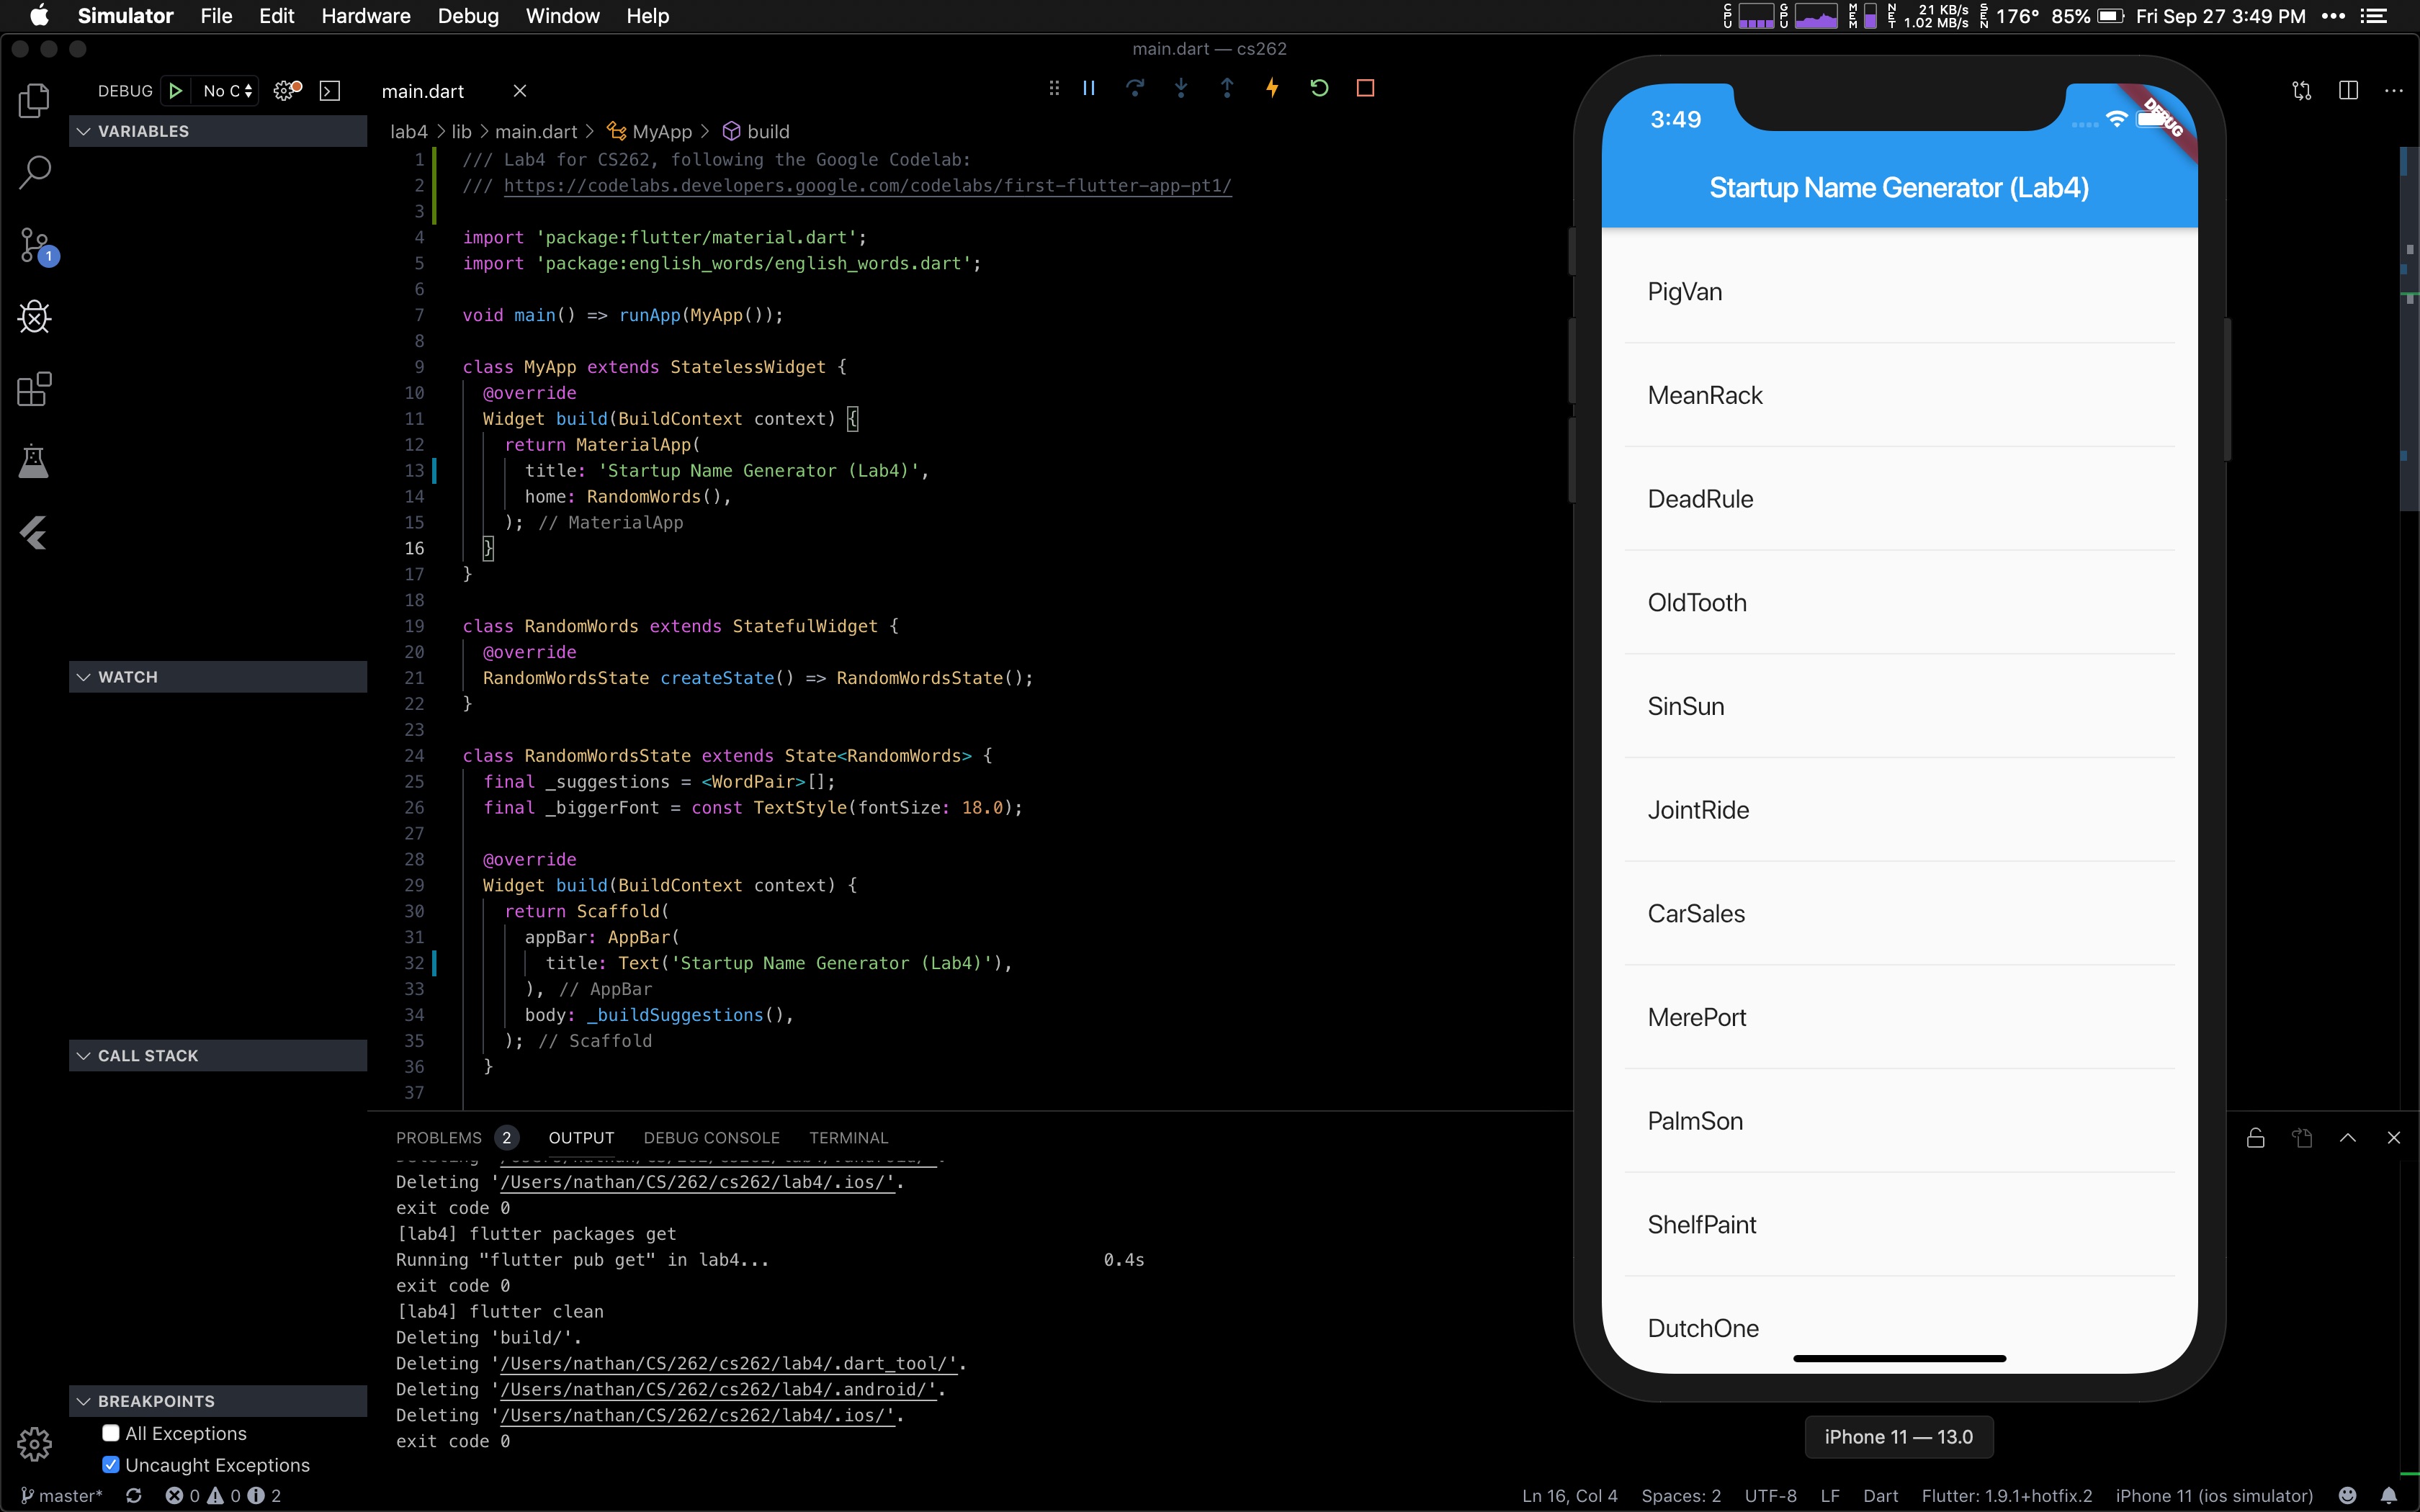 Simulator File Edit Hardware Debug Window Help
CPU GPU MEM NET 21 KB/s 1.02 MB/s SEN 176° 85% Fri Sep 27 3:49 PM •••
main.dart — cs262
DEBUG No C
main.dart
lab4 > lib > main.dart > MyApp > build
VARIABLES
WATCH
CALL STACK
BREAKPOINTS
All Exceptions
Uncaught Exceptions
1
1 /// Lab4 for CS262, following the Google Codelab:
2 /// https://codelabs.developers.google.com/codelabs/first-flutter-app-pt1/
3
4 import 'package:flutter/material.dart';
5 import 'package:english_words/english_words.dart';
6
7 void main() => runApp(MyApp());
8
9 class MyApp extends StatelessWidget {
10 @override
11 Widget build(BuildContext context) {
12 return MaterialApp(
13 title: 'Startup Name Generator (Lab4)',
14 home: RandomWords(),
15 ); // MaterialApp
16 }
17 }
18
19 class RandomWords extends StatefulWidget {
20 @override
21 RandomWordsState createState() => RandomWordsState();
22 }
23
24 class RandomWordsState extends State<RandomWords> {
25 final _suggestions = <WordPair>[];
26 final _biggerFont = const TextStyle(fontSize: 18.0);
27
28 @override
29 Widget build(BuildContext context) {
30 return Scaffold(
31 appBar: AppBar(
32 title: Text('Startup Name Generator (Lab4)'),
33 ), // AppBar
34 body: _buildSuggestions(),
35 ); // Scaffold
36 }
37
PROBLEMS 2 OUTPUT DEBUG CONSOLE TERMINAL
Deleting '/Users/nathan/CS/262/cs262/lab4/.android/'.
Deleting '/Users/nathan/CS/262/cs262/lab4/.ios/'.
exit code 0
[lab4] flutter packages get
Running "flutter pub get" in lab4... 0.4s
exit code 0
[lab4] flutter clean
Deleting 'build/'.
Deleting '/Users/nathan/CS/262/cs262/lab4/.dart_tool/'.
Deleting '/Users/nathan/CS/262/cs262/lab4/.android/'.
Deleting '/Users/nathan/CS/262/cs262/lab4/.ios/'.
exit code 0
3:49
DEBUG
Startup Name Generator (Lab4)
PigVan
MeanRack
DeadRule
OldTooth
SinSun
JointRide
CarSales
MerePort
PalmSon
ShelfPaint
DutchOne
iPhone 11 — 13.0
master* 0 0 2 Ln 16, Col 4 Spaces: 2 UTF-8 LF Dart Flutter: 1.9.1+hotfix.2 iPhone 11 (ios simulator)